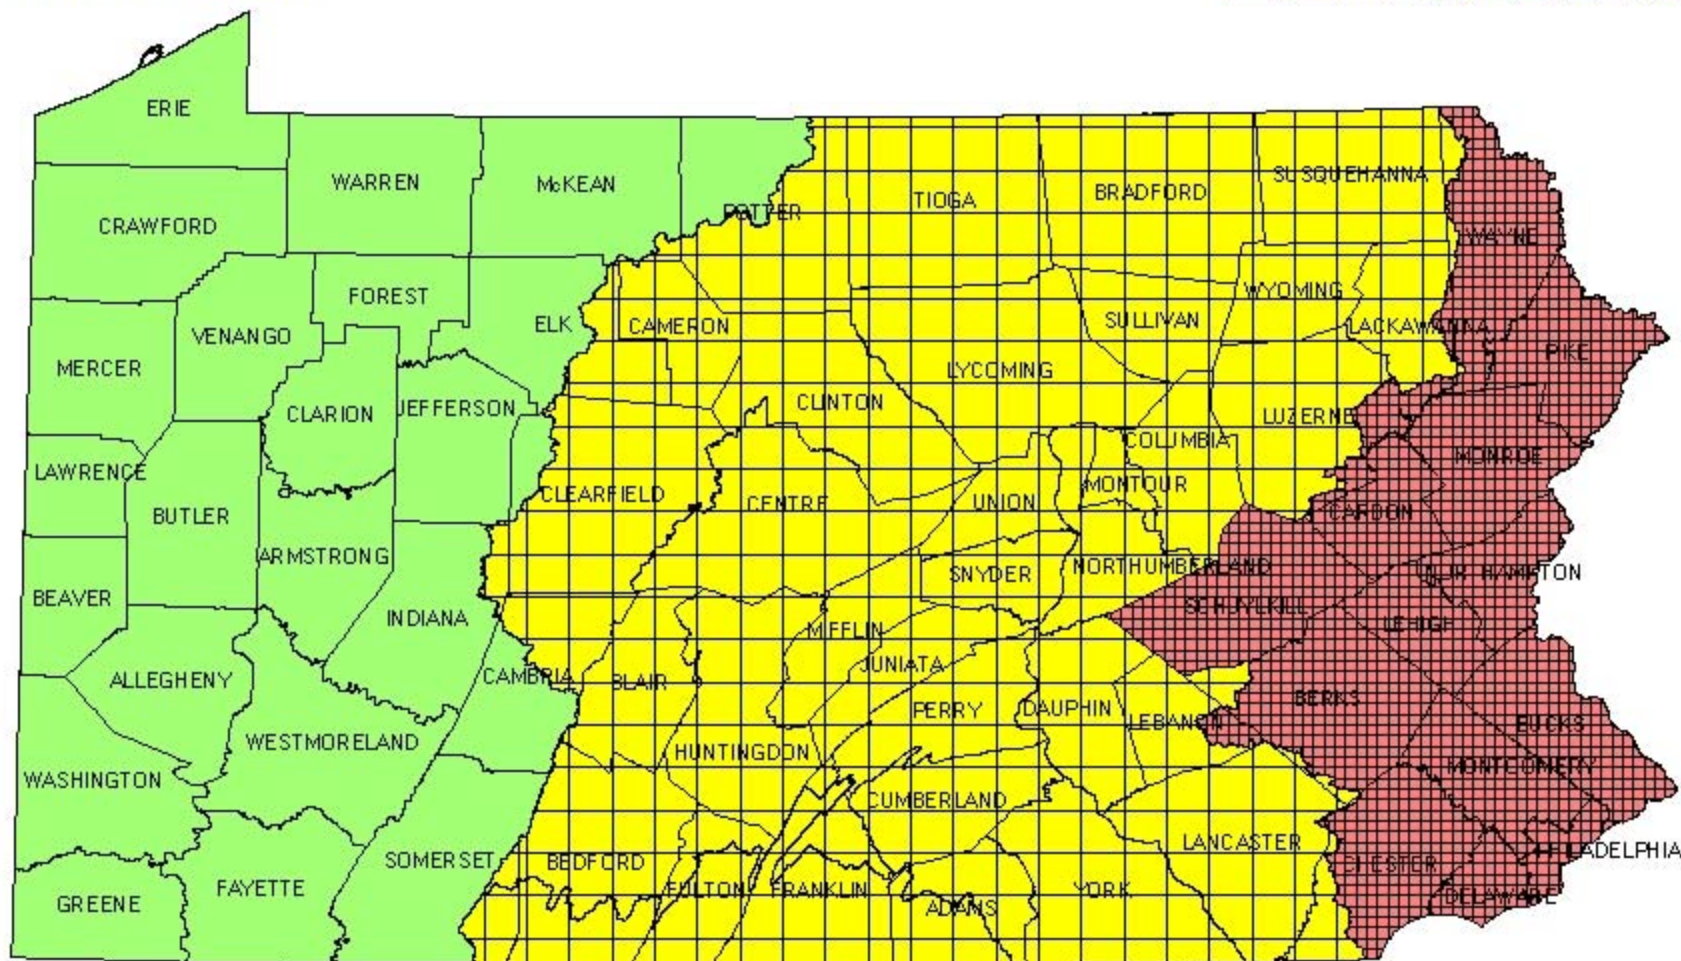 ERIE
WARREN
McKEAN
POTTER
TIOGA
BRADFORD
SUSQUEHANNA
CRAWFORD
WAYNE
FOREST
VENANGO
ELK
CAMERON
SULLIVAN
WYOMING
LACKAWANNA
PIKE
MERCER
LYCOMING
CLARION
JEFFERSON
CLINTON
LUZERNE
COLUMBIA
MONROE
LAWRENCE
CLEARFIELD
CENTRE
UNION
MONTOUR
BUTLER
CARBON
ARMSTRONG
SNYDER
NORTHUMBERLAND
NORTHAMPTON
BEAVER
INDIANA
MIFFLIN
SCHUYLKILL
LEHIGH
ALLEGHENY
CAMBRIA
BLAIR
JUNIATA
PERRY
DAUPHIN
LEBANON
BERKS
BUCKS
WESTMORELAND
HUNTINGDON
WASHINGTON
MONTGOMERY
CUMBERLAND
LANCASTER
SOMERSET
BEDFORD
CHESTER
PHILADELPHIA
GREENE
FAYETTE
FULTON
FRANKLIN
ADAMS
YORK
DELAWARE